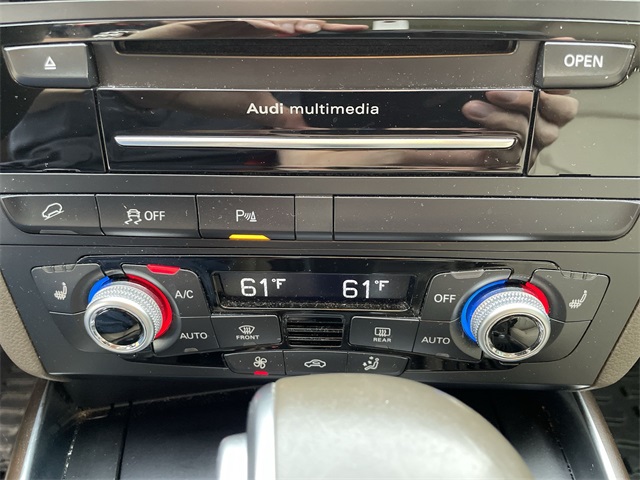 OPEN
Audi multimedia
OFF
P
61°F 61°F
A/C
OFF
AUTO
FRONT
REAR
AUTO